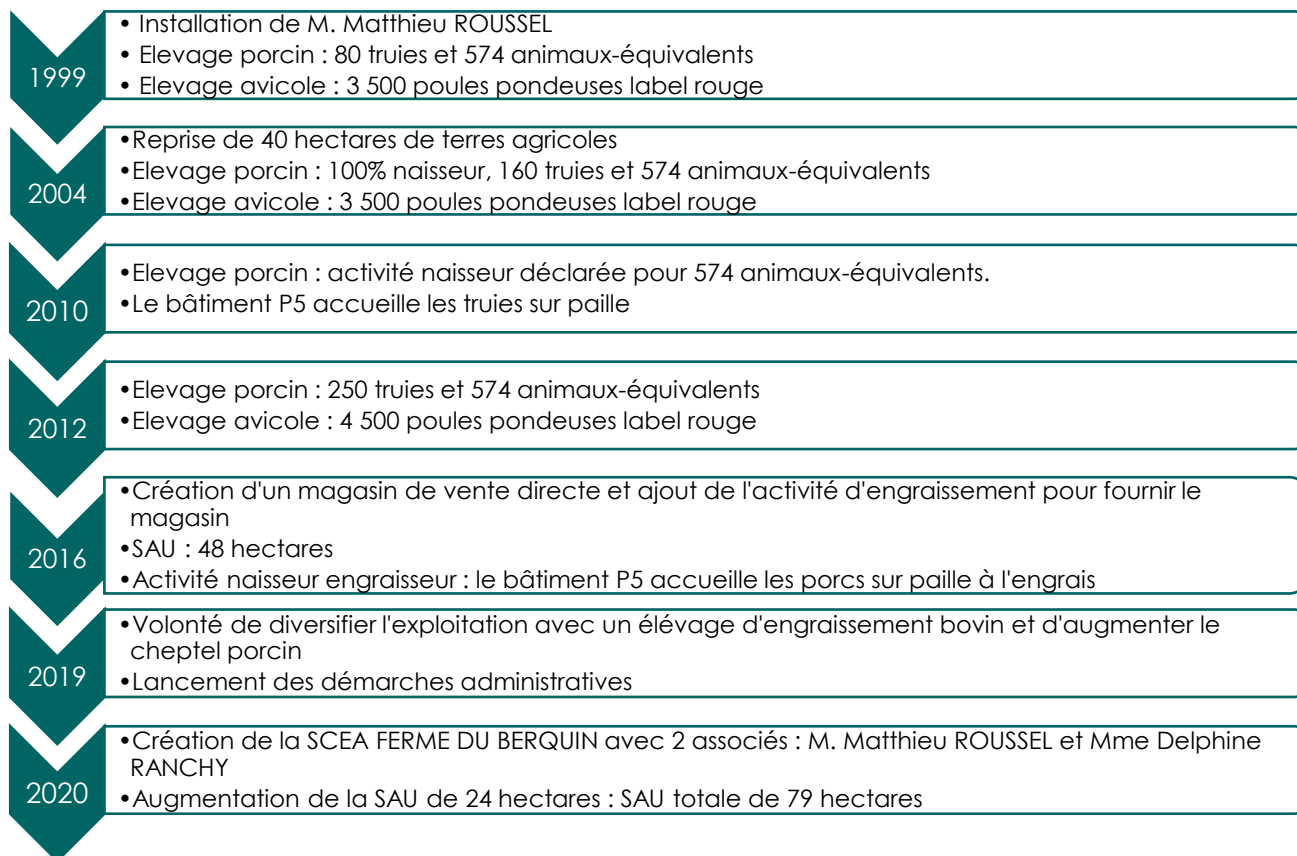 1999
• Installation de M. Matthieu ROUSSEL
• Elevage porcin : 80 truies et 574 animaux-équivalents
• Elevage avicole : 3 500 poules pondeuses label rouge
2004
•Reprise de 40 hectares de terres agricoles
•Elevage porcin : 100% naisseur, 160 truies et 574 animaux-équivalents
•Elevage avicole : 3 500 poules pondeuses label rouge
2010
•Elevage porcin : activité naisseur déclarée pour 574 animaux-équivalents.
•Le bâtiment P5 accueille les truies sur paille
2012
•Elevage porcin : 250 truies et 574 animaux-équivalents
•Elevage avicole : 4 500 poules pondeuses label rouge
2016
•Création d'un magasin de vente directe et ajout de l'activité d'engraissement pour fournir le
magasin
•SAU : 48 hectares
•Activité naisseur engraisseur : le bâtiment P5 accueille les porcs sur paille à l'engrais
2019
•Volonté de diversifier l'exploitation avec un élévage d'engraissement bovin et d'augmenter le
cheptel porcin
•Lancement des démarches administratives
2020
•Création de la SCEA FERME DU BERQUIN avec 2 associés : M. Matthieu ROUSSEL et Mme Delphine
RANCHY
•Augmentation de la SAU de 24 hectares : SAU totale de 79 hectares